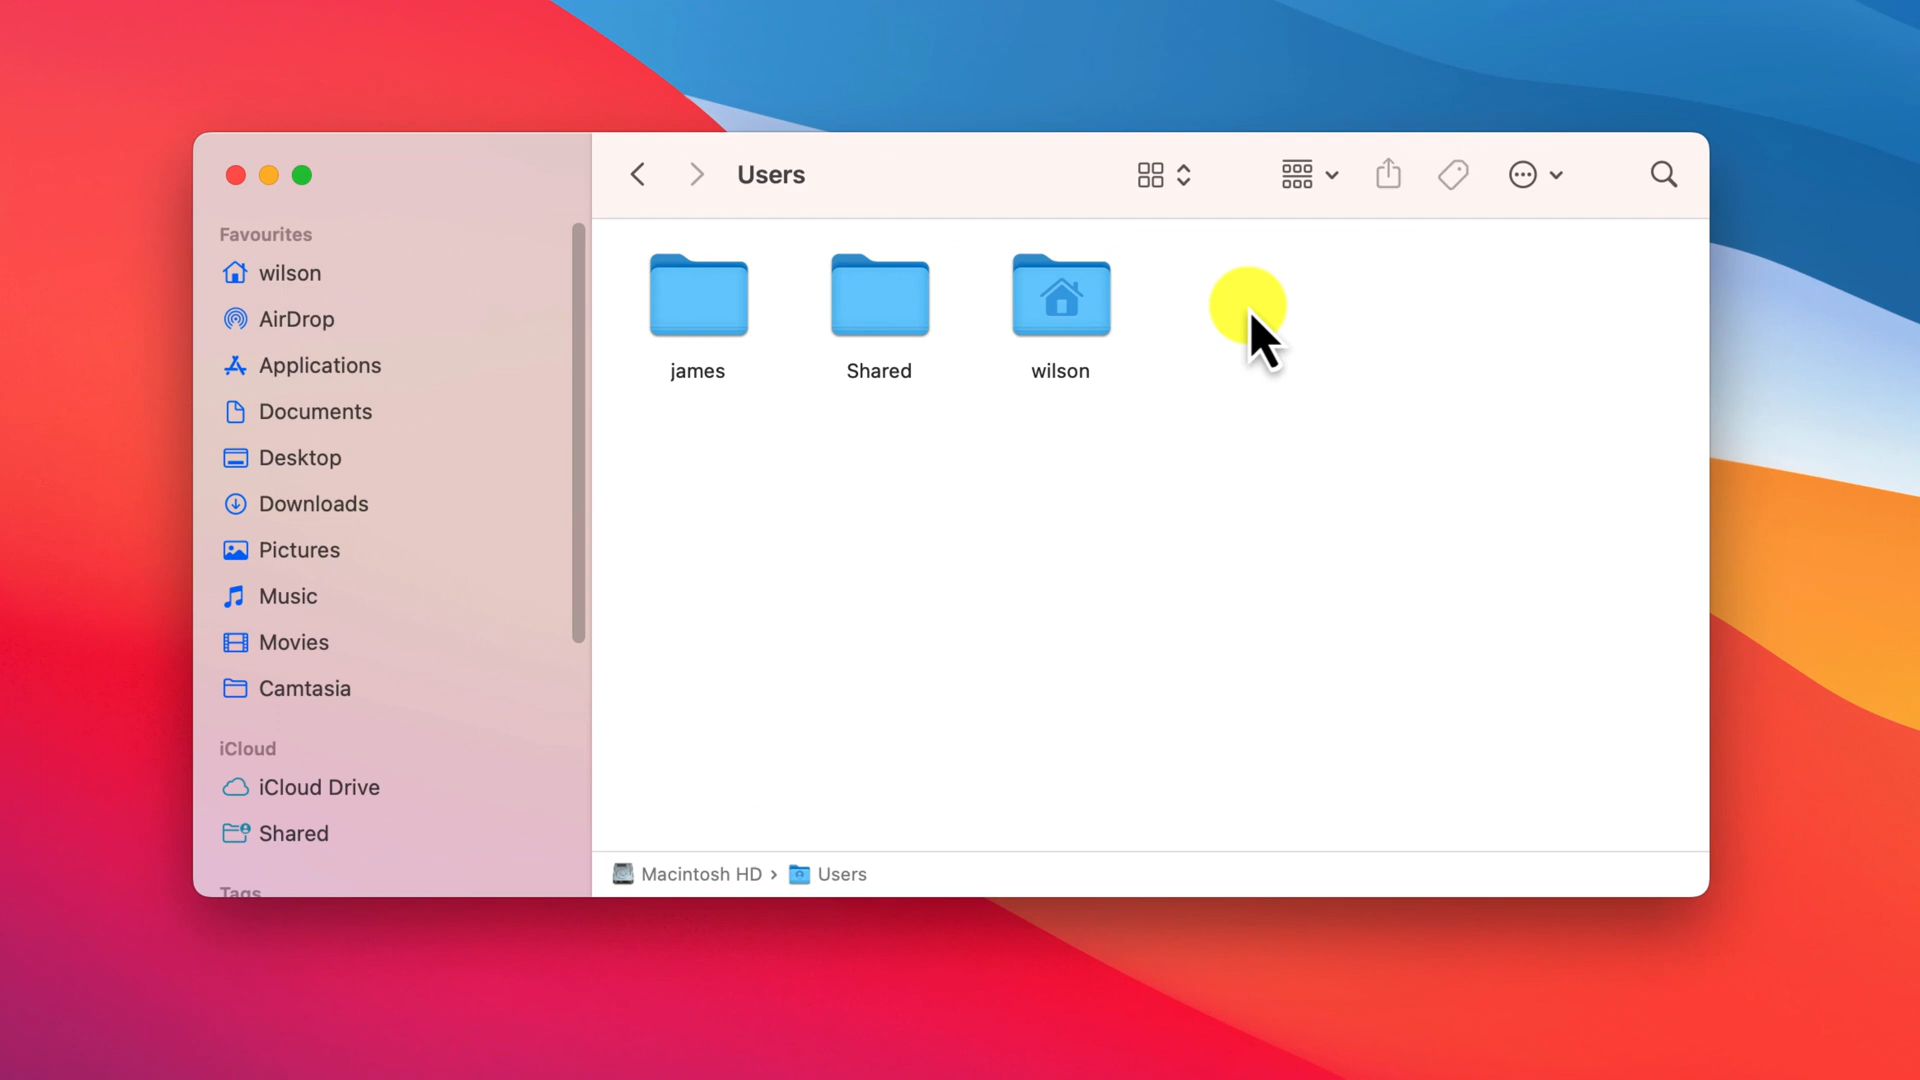 Users
Favourites
wilson
AirDrop
Applications
Documents
Desktop
Downloads
Pictures
Music
Movies
Camtasia
iCloud
iCloud Drive
Shared
Tags
james
Shared
wilson
Macintosh HD › Users